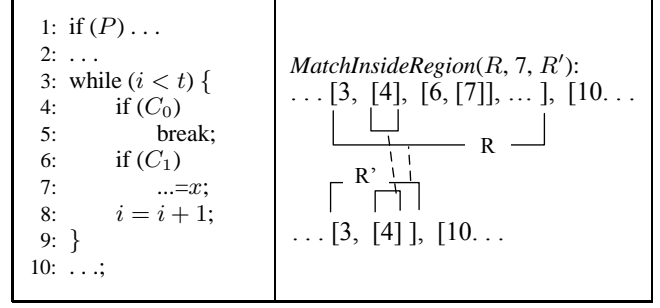 1: if (P) . . .
2: . . .
3: while (i < t) {
4: if (C₀)
5: break;
6: if (C₁)
7: ...=x;
8: i = i + 1;
9: }
10: . . .;
MatchInsideRegion(R, 7, R′):
. . . [3, [4], [6, [7]], ... ], [10. . .
R
R'
. . . [3, [4] ], [10. . .